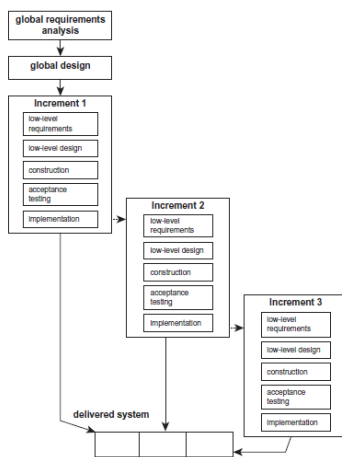 global requirements
analysis
global design
Increment 1
low-level
requirements
low-level design
construction
acceptance
testing
implementation
Increment 2
low-level
requirements
low-level design
construction
acceptance
testing
implementation
Increment 3
low-level
requirements
low-level design
construction
acceptance
testing
implementation
delivered system